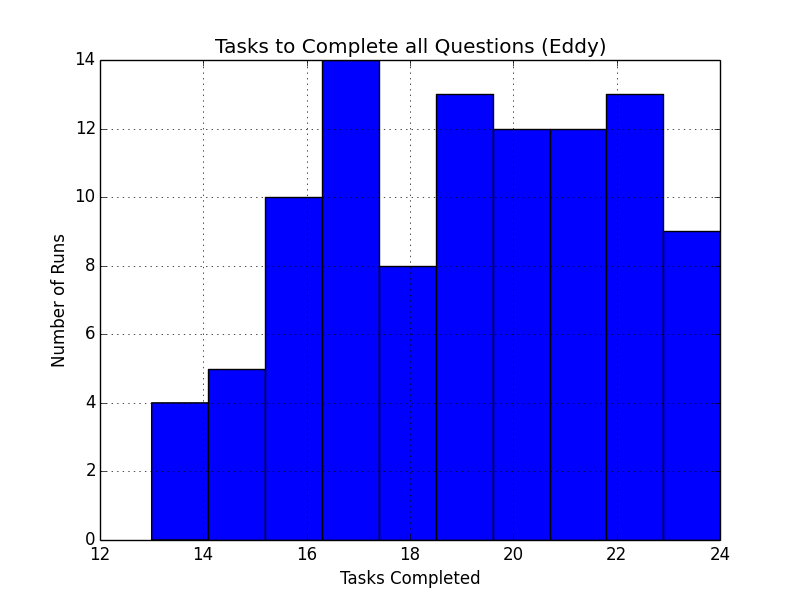 Tasks to Complete all Questions (Eddy)
14
12
10
8
6
4
2
0
Number of Runs
12 14 16 18 20 22 24
Tasks Completed